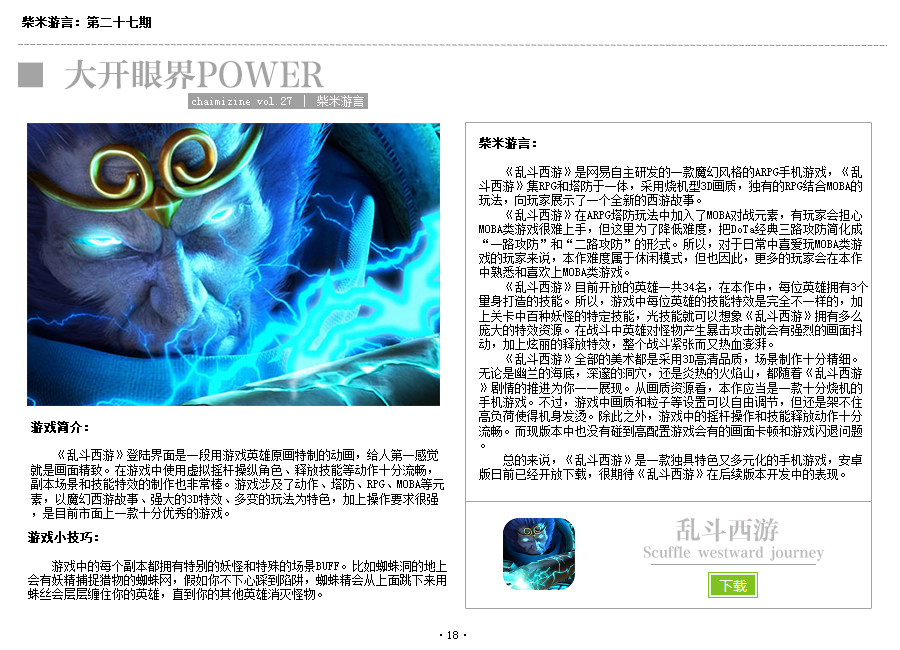 柴米游言：第二十七期
大开眼界POWER
chaimizine vol.27 | 柴米游言
游戏简介：
《乱斗西游》登陆界面是一段用游戏英雄原画特制的动画，给人第一感觉
就是画面精致。在游戏中使用虚拟摇杆操纵角色、释放技能等动作十分流畅，
副本场景和技能特效的制作也非常棒。游戏涉及了动作、塔防、RPG、MOBA等元
素，以魔幻西游故事、强大的3D特效、多变的玩法为特色，加上操作要求很强
，是目前市面上一款十分优秀的游戏。
游戏小技巧：
游戏中的每个副本都拥有特别的妖怪和特殊的场景BUFF。比如蜘蛛洞的地上
会有妖精捕捉猎物的蜘蛛网，假如你不下心踩到陷阱，蜘蛛精会从上面跳下来用
蛛丝会层层缠住你的英雄，直到你的其他英雄消灭怪物。
柴米游言：
《乱斗西游》是网易自主研发的一款魔幻风格的ARPG手机游戏，《乱
斗西游》集RPG和塔防于一体，采用烧机型3D画质，独有的RPG结合MOBA的
玩法，向玩家展示了一个全新的西游故事。
《乱斗西游》在ARPG塔防玩法中加入了MOBA对战元素，有玩家会担心
MOBA类游戏很难上手，但这里为了降低难度，把DoTa经典三路攻防简化成
“一路攻防”和“二路攻防”的形式。所以，对于日常中喜爱玩MOBA类游
戏的玩家来说，本作难度属于休闲模式，但也因此，更多的玩家会在本作
中熟悉和喜欢上MOBA类游戏。
《乱斗西游》目前开放的英雄一共34名，在本作中，每位英雄拥有3个
量身打造的技能。所以，游戏中每位英雄的技能特效是完全不一样的，加
上关卡中百种妖怪的特定技能，光技能就可以想象《乱斗西游》拥有多么
庞大的特效资源。在战斗中英雄对怪物产生暴击攻击就会有强烈的画面抖
动，加上炫丽的释放特效，整个战斗紧张而又热血澎湃。
《乱斗西游》全部的美术都是采用3D高清品质，场景制作十分精细。
无论是幽兰的海底，深邃的洞穴，还是炎热的火焰山，都随着《乱斗西游
》剧情的推进为你一一展现。从画质资源看，本作应当是一款十分烧机的
手机游戏。不过，游戏中画质和粒子等设置可以自由调节，但还是架不住
高负荷使得机身发烫。除此之外，游戏中的摇杆操作和技能释放动作十分
流畅。而现版本中也没有碰到高配置游戏会有的画面卡顿和游戏闪退问题
。
总的来说，《乱斗西游》是一款独具特色又多元化的手机游戏，安卓
版日前已经开放下载，很期待《乱斗西游》在后续版本开发中的表现。
乱斗西游
Scuffle westward journey
下载
· 18 ·